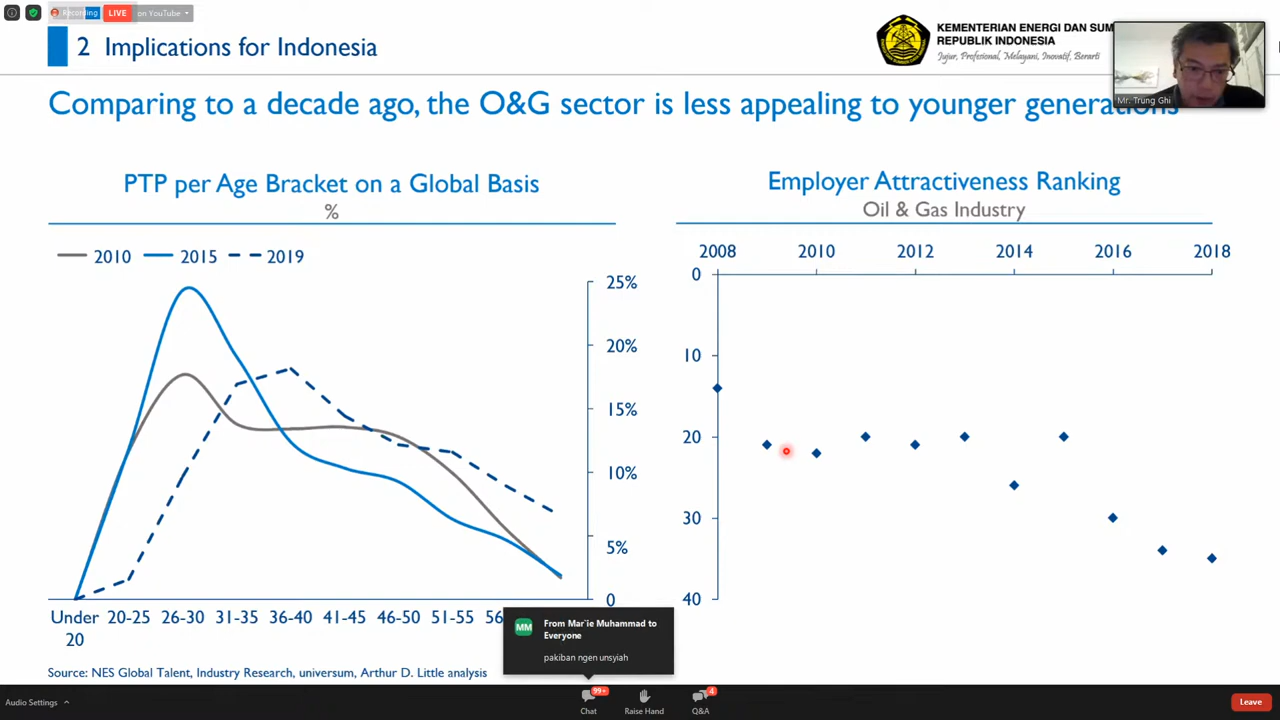 Recording
LIVE
on YouTube
2 Implications for Indonesia
KEMENTERIAN ENERGI DAN SUM
REPUBLIK INDONESIA
Jujur, Profesional, Melayani, Inovatif, Berarti
Mr. Trung Ghi
Comparing to a decade ago, the O&G sector is less appealing to younger generations
PTP per Age Bracket on a Global Basis
%
2010 2015 2019
25%
20%
15%
10%
5%
0
Under 20 20-25 26-30 31-35 36-40 41-45 46-50 51-55 56
Employer Attractiveness Ranking
Oil & Gas Industry
2008 2010 2012 2014 2016 2018
0
10
20
30
40
MM
From Mar`ie Muhammad to
Everyone
pakiban ngen unsyiah
Source: NES Global Talent, Industry Research, universum, Arthur D. Little analysis
Audio Settings
99+
Chat
Raise Hand
4
Q&A
Leave